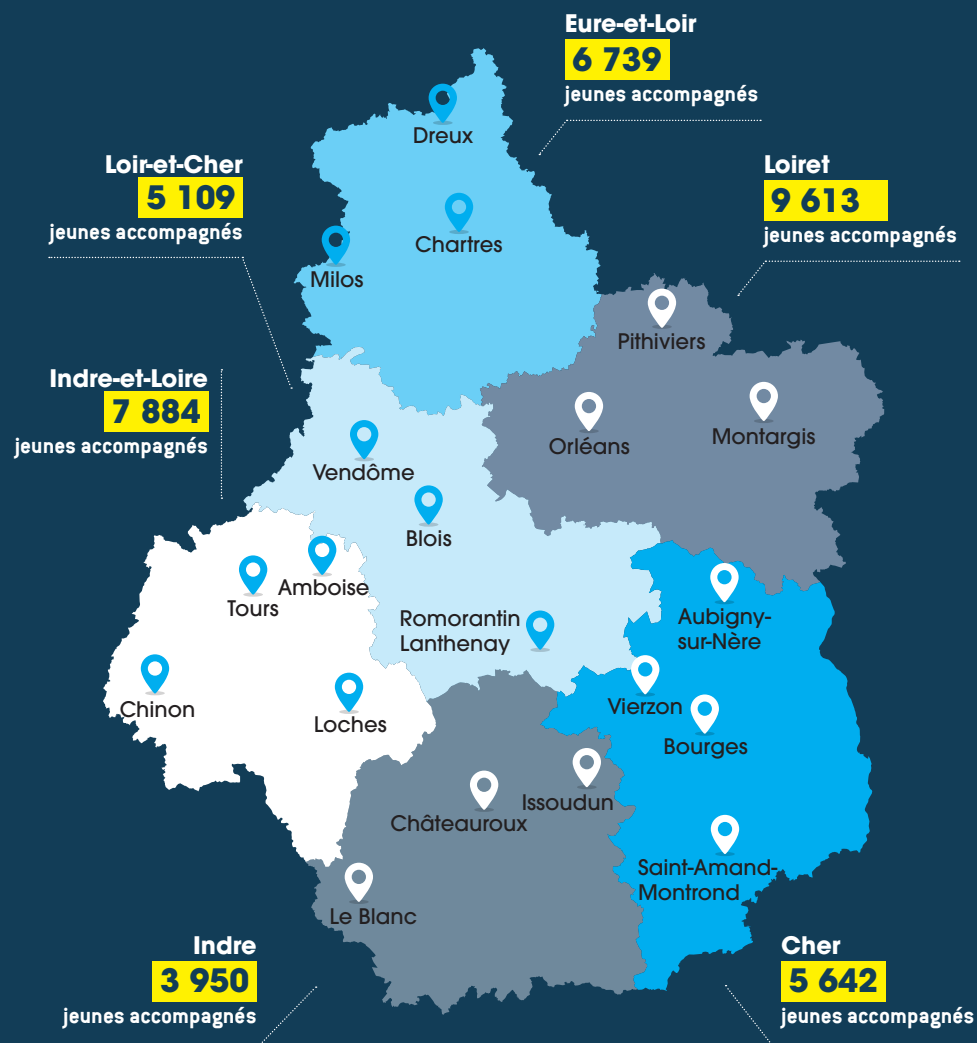 Eure-et-Loir
6 739
jeunes accompagnés
Dreux
Loir-et-Cher
5 109
jeunes accompagnés
Loiret
9 613
jeunes accompagnés
Chartres
Milos
Pithiviers
Indre-et-Loire
7 884
jeunes accompagnés
Orléans
Montargis
Vendôme
Blois
Amboise
Tours
Romorantin
Lanthenay
Aubigny-
sur-Nère
Chinon
Loches
Vierzon
Bourges
Issoudun
Châteauroux
Saint-Amand-
Montrond
Le Blanc
Indre
3 950
jeunes accompagnés
Cher
5 642
jeunes accompagnés